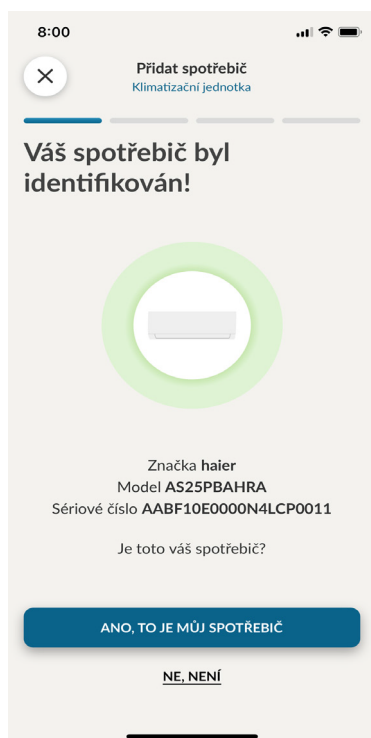 8:00
Přidat spotřebič
Klimatizační jednotka
Váš spotřebič byl
identifikován!
Značka haier
Model AS25PBAHRA
Sériové číslo AABF10E0000N4LCP0011
Je toto váš spotřebič?
ANO, TO JE MŮJ SPOTŘEBIČ
NE, NENÍ